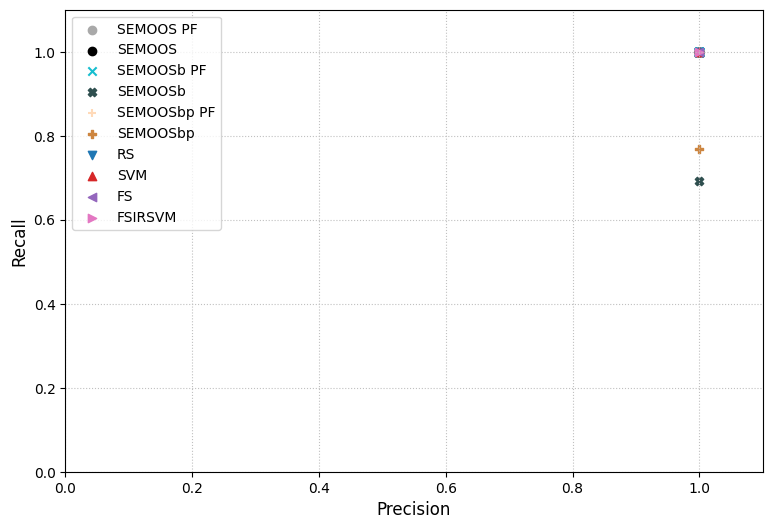 SEMOOS PF
SEMOOS
SEMOOSb PF
SEMOOSb
SEMOOSbp PF
SEMOOSbp
RS
SVM
FS
FSIRSVM
1.0
0.8
0.6
0.4
0.2
0.0
Recall
0.0 0.2 0.4 0.6 0.8 1.0
Precision